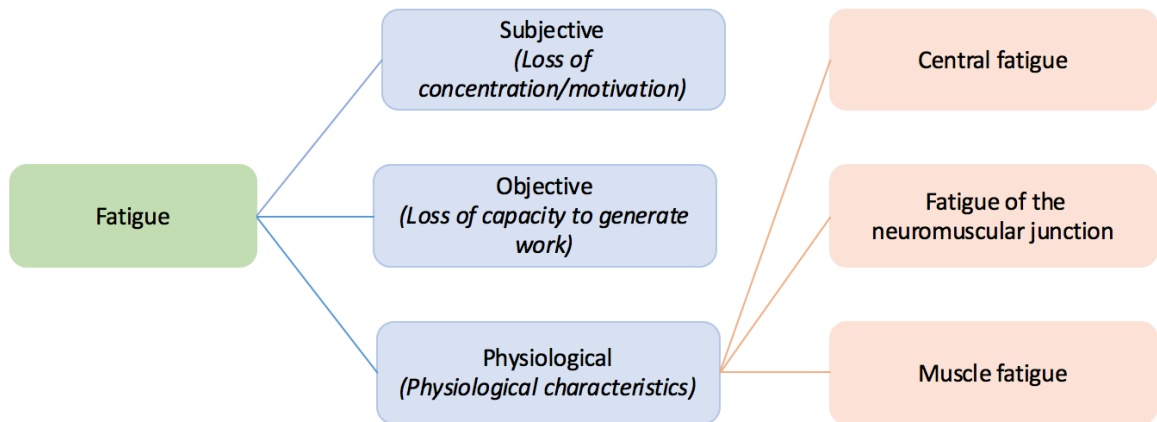 Subjective
(Loss of
concentration/motivation)
Central fatigue
Fatigue
Objective
(Loss of capacity to generate
work)
Fatigue of the
neuromuscular junction
Physiological
(Physiological characteristics)
Muscle fatigue